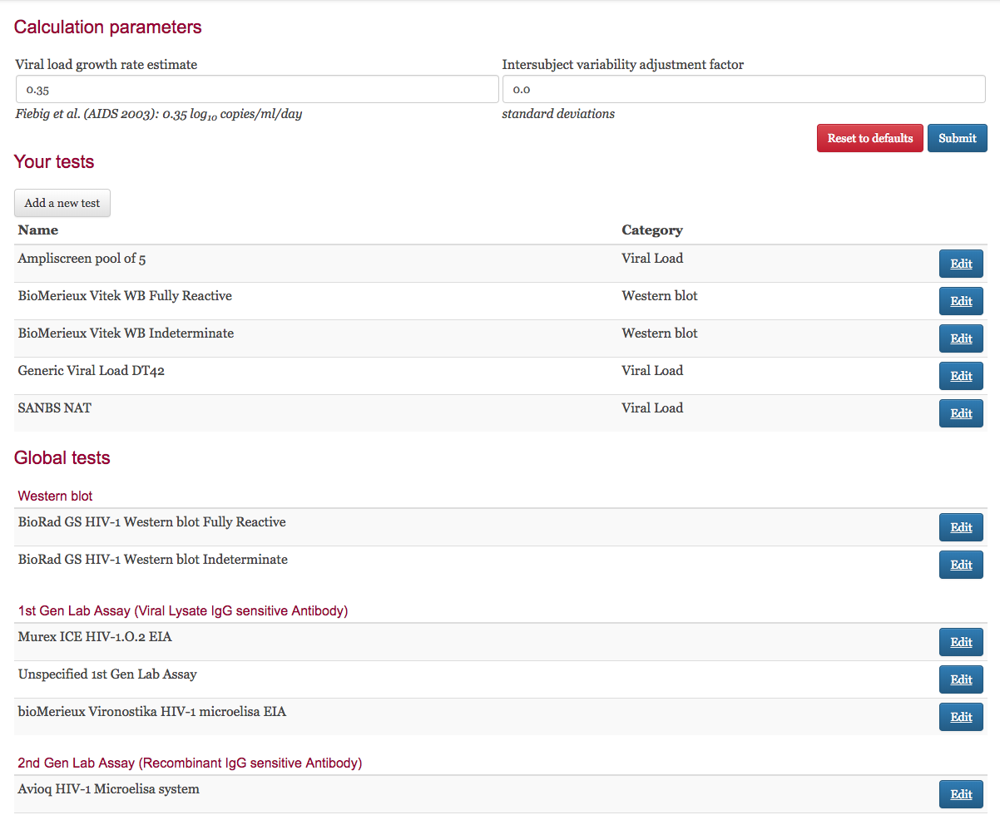 Calculation parameters
Viral load growth rate estimate
Intersubject variability adjustment factor
0.35
0.0
Fiebig et al. (AIDS 2003): 0.35 log10 copies/ml/day
standard deviations
Reset to defaults
Submit
Your tests
Add a new test
Name Category
Ampliscreen pool of 5 Viral Load Edit
BioMerieux Vitek WB Fully Reactive Western blot Edit
BioMerieux Vitek WB Indeterminate Western blot Edit
Generic Viral Load DT42 Viral Load Edit
SANBS NAT Viral Load Edit
Global tests
Western blot
BioRad GS HIV-1 Western blot Fully Reactive Edit
BioRad GS HIV-1 Western blot Indeterminate Edit
1st Gen Lab Assay (Viral Lysate IgG sensitive Antibody)
Murex ICE HIV-1.O.2 EIA Edit
Unspecified 1st Gen Lab Assay Edit
bioMerieux Vironostika HIV-1 microelisa EIA Edit
2nd Gen Lab Assay (Recombinant IgG sensitive Antibody)
Avioq HIV-1 Microelisa system Edit